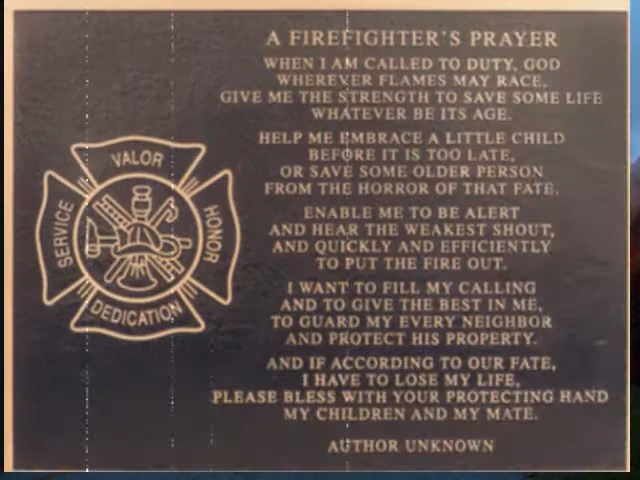 A FIREFIGHTER'S PRAYER
WHEN I AM CALLED TO DUTY, GOD
WHEREVER FLAMES MAY RACE,
GIVE ME THE STRENGTH TO SAVE SOME LIFE
WHATEVER BE ITS AGE.
HELP ME EMBRACE A LITTLE CHILD
BEFORE IT IS TOO LATE,
OR SAVE SOME OLDER PERSON
FROM THE HORROR OF THAT FATE.
ENABLE ME TO BE ALERT
AND HEAR THE WEAKEST SHOUT,
AND QUICKLY AND EFFICIENTLY
TO PUT THE FIRE OUT.
I WANT TO FILL MY CALLING
AND TO GIVE THE BEST IN ME,
TO GUARD MY EVERY NEIGHBOR
AND PROTECT HIS PROPERTY.
AND IF ACCORDING TO OUR FATE,
I HAVE TO LOSE MY LIFE,
PLEASE BLESS WITH YOUR PROTECTING HAND
MY CHILDREN AND MY MATE.
AUTHOR UNKNOWN
VALOR
SERVICE
HONOR
DEDICATION